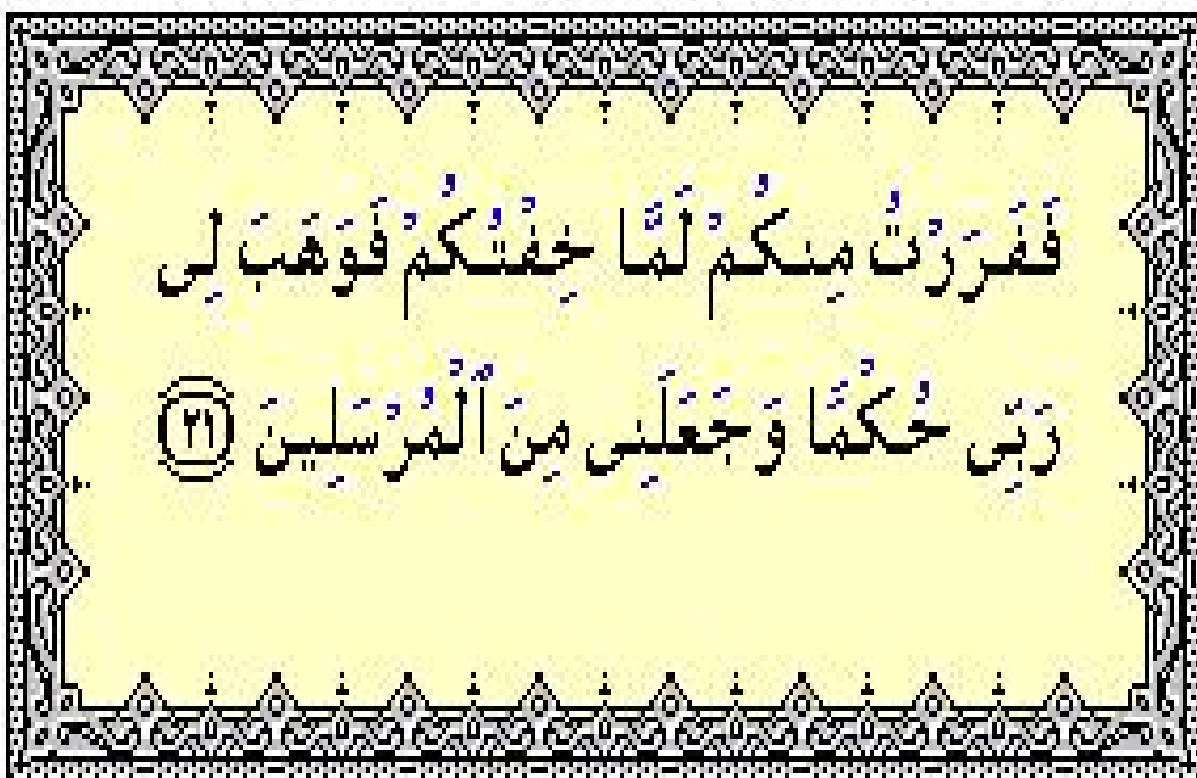 فَفَرَرْتُ مِنكُمْ لَمَّا خِفْتُكُمْ فَوَهَبَ لِى
رَبِّى حُكْمًا وَجَعَلَنِى مِنَ ٱلْمُرْسَلِينَ ٢١